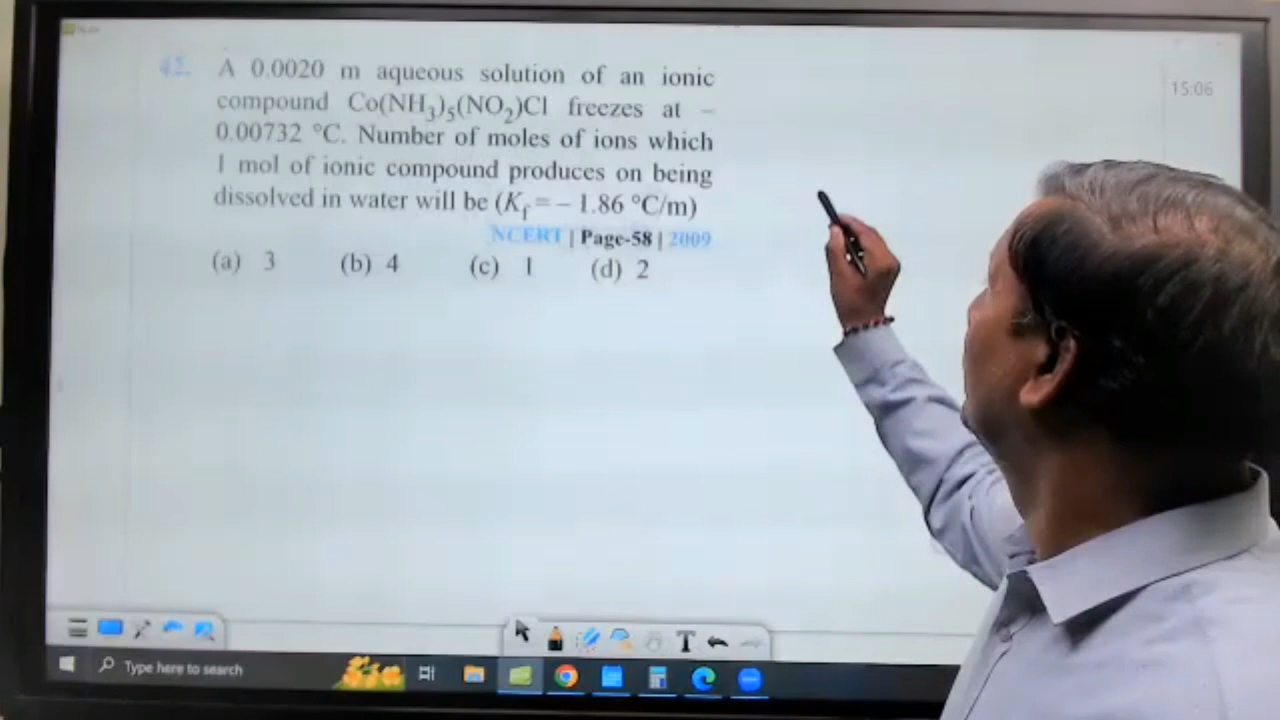 42. A 0.0020 m aqueous solution of an ionic
compound Co(NH₃)₅(NO₂)Cl freezes at –
0.00732 °C. Number of moles of ions which
1 mol of ionic compound produces on being
dissolved in water will be (K_f = – 1.86 °C/m)
NCERT | Page-58 | 2009
(a) 3 (b) 4 (c) 1 (d) 2
15:06
T
Type here to search